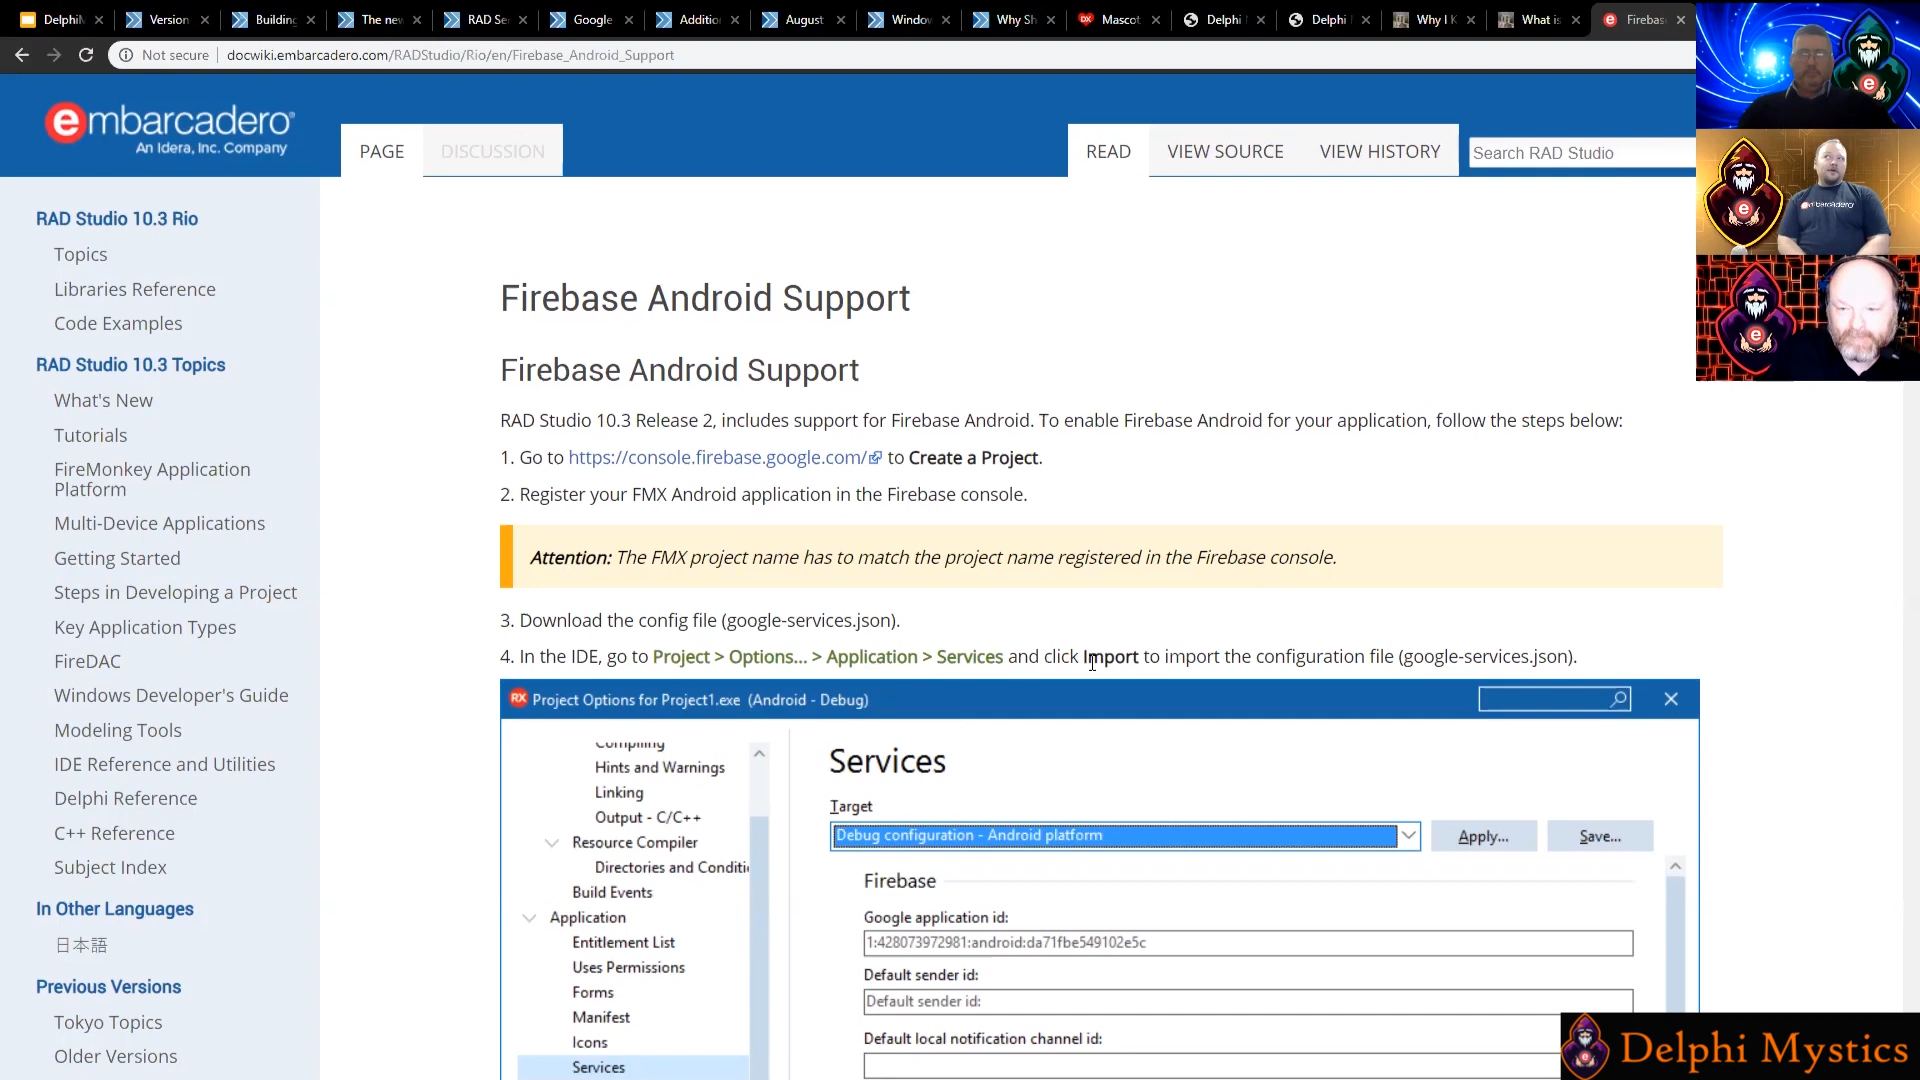 DelphiM
Version
Building
The nev
RAD Se
Google
Additio
August
Window
Why Sh
Mascot
Delphi
Delphi
Why I K
What is
Firebas
Not secure
docwiki.embarcadero.com/RADStudio/Rio/en/Firebase_Android_Support
embarcadero
An Idera, Inc. Company
PAGE
DISCUSSION
READ
VIEW SOURCE
VIEW HISTORY
Search RAD Studio
RAD Studio 10.3 Rio
Topics
Libraries Reference
Code Examples
RAD Studio 10.3 Topics
What's New
Tutorials
FireMonkey Application
Platform
Multi-Device Applications
Getting Started
Steps in Developing a Project
Key Application Types
FireDAC
Windows Developer's Guide
Modeling Tools
IDE Reference and Utilities
Delphi Reference
C++ Reference
Subject Index
In Other Languages
日本語
Previous Versions
Tokyo Topics
Older Versions
Firebase Android Support
Firebase Android Support
RAD Studio 10.3 Release 2, includes support for Firebase Android. To enable Firebase Android for your application, follow the steps below:
1. Go to https://console.firebase.google.com/ to Create a Project.
2. Register your FMX Android application in the Firebase console.
Attention: The FMX project name has to match the project name registered in the Firebase console.
3. Download the config file (google-services.json).
4. In the IDE, go to Project > Options... > Application > Services and click Import to import the configuration file (google-services.json).
RX Project Options for Project1.exe (Android - Debug)
Compiling
Hints and Warnings
Linking
Output - C/C++
Resource Compiler
Directories and Conditi
Build Events
Application
Entitlement List
Uses Permissions
Forms
Manifest
Icons
Services
Services
Target
Debug configuration - Android platform
Apply...
Save...
Firebase
Google application id:
1:428073972981:android:da71fbe549102e5c
Default sender id:
Default sender id:
Default local notification channel id:
embarcadero
Delphi Mystics